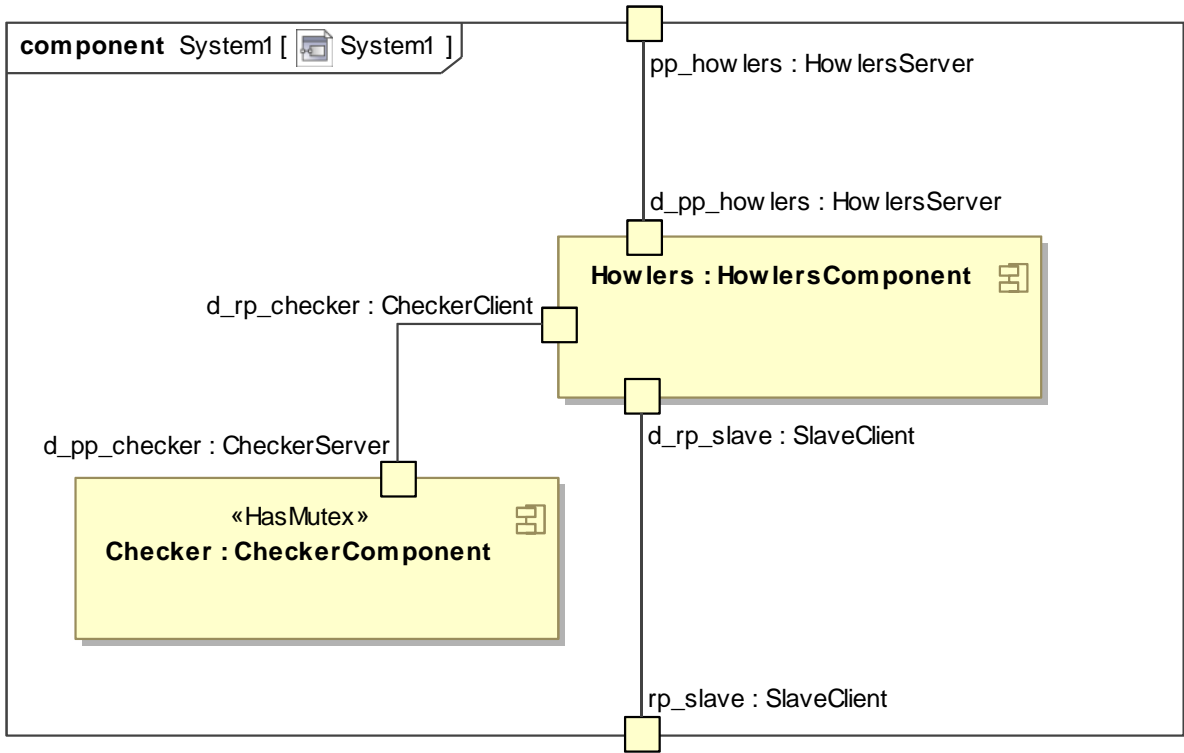 component System1 [ System1 ]
pp_howlers : HowlersServer
d_pp_howlers : HowlersServer
Howlers : HowlersComponent
d_rp_checker : CheckerClient
d_rp_slave : SlaveClient
d_pp_checker : CheckerServer
«HasMutex»
Checker : CheckerComponent
rp_slave : SlaveClient